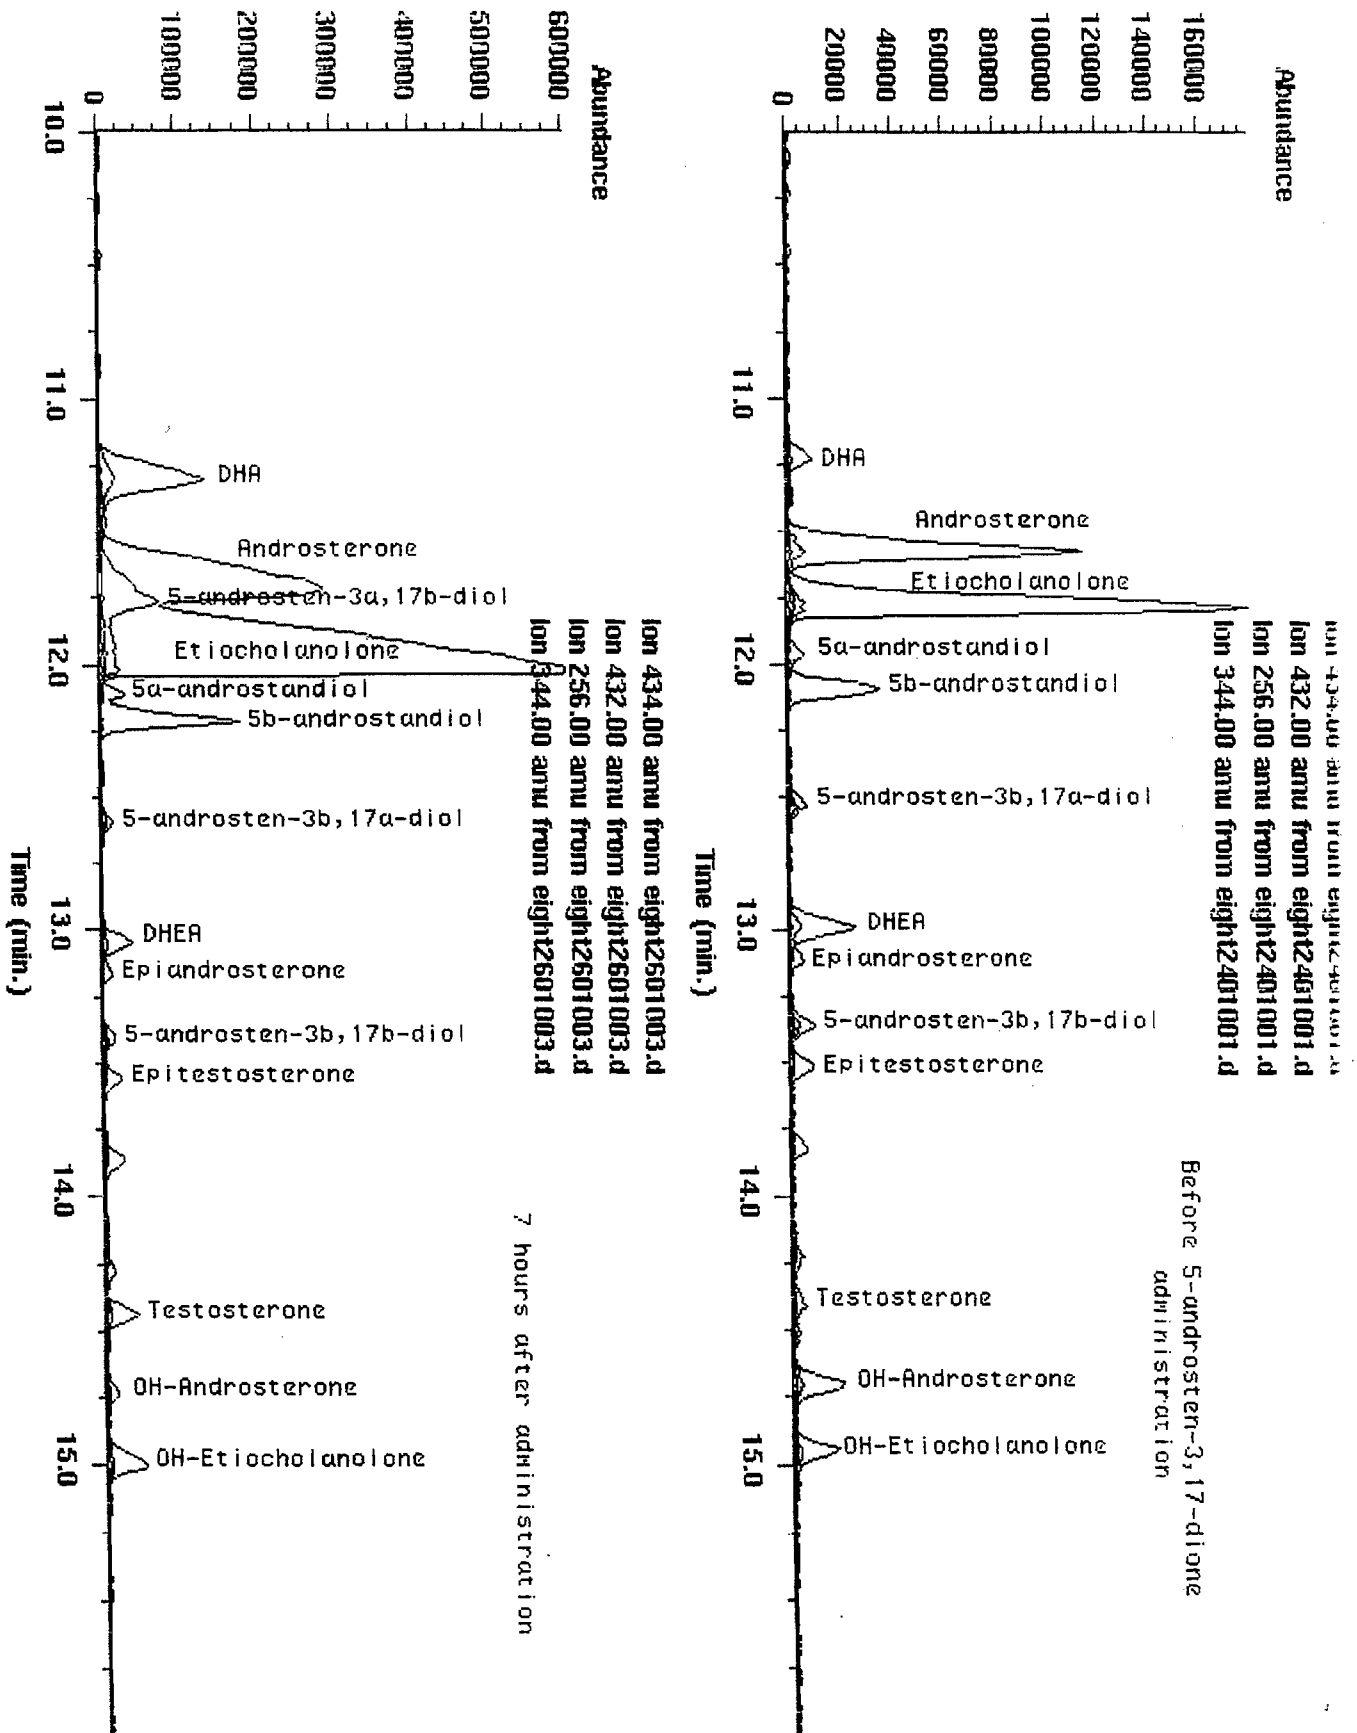 Abundance
160000
140000
120000
100000
80000
60000
40000
20000
0
Ion 434.00 amu from eight2401001.d
Ion 432.00 amu from eight2401001.d
Ion 256.00 amu from eight2401001.d
Ion 344.00 amu from eight2401001.d
Before 5-androsten-3,17-dione
administration
DHA
Androsterone
Etiocholanolone
5a-androstandiol
5b-androstandiol
5-androsten-3b,17a-diol
DHEA
Epiandrosterone
5-androsten-3b,17b-diol
Epitestosterone
Testosterone
OH-Androsterone
OH-Etiocholanolone
11.0
12.0
13.0
14.0
15.0
Time (min.)
Abundance
600000
500000
400000
300000
200000
100000
0
Ion 434.00 amu from eight2601003.d
Ion 432.00 amu from eight2601003.d
Ion 256.00 amu from eight2601003.d
Ion 344.00 amu from eight2601003.d
7 hours after administration
DHA
Androsterone
5-androsten-3a,17b-diol
Etiocholanolone
5a-androstandiol
5b-androstandiol
5-androsten-3b,17a-diol
DHEA
Epiandrosterone
5-androsten-3b,17b-diol
Epitestosterone
Testosterone
OH-Androsterone
OH-Etiocholanolone
10.0
11.0
12.0
13.0
14.0
15.0
Time (min.)